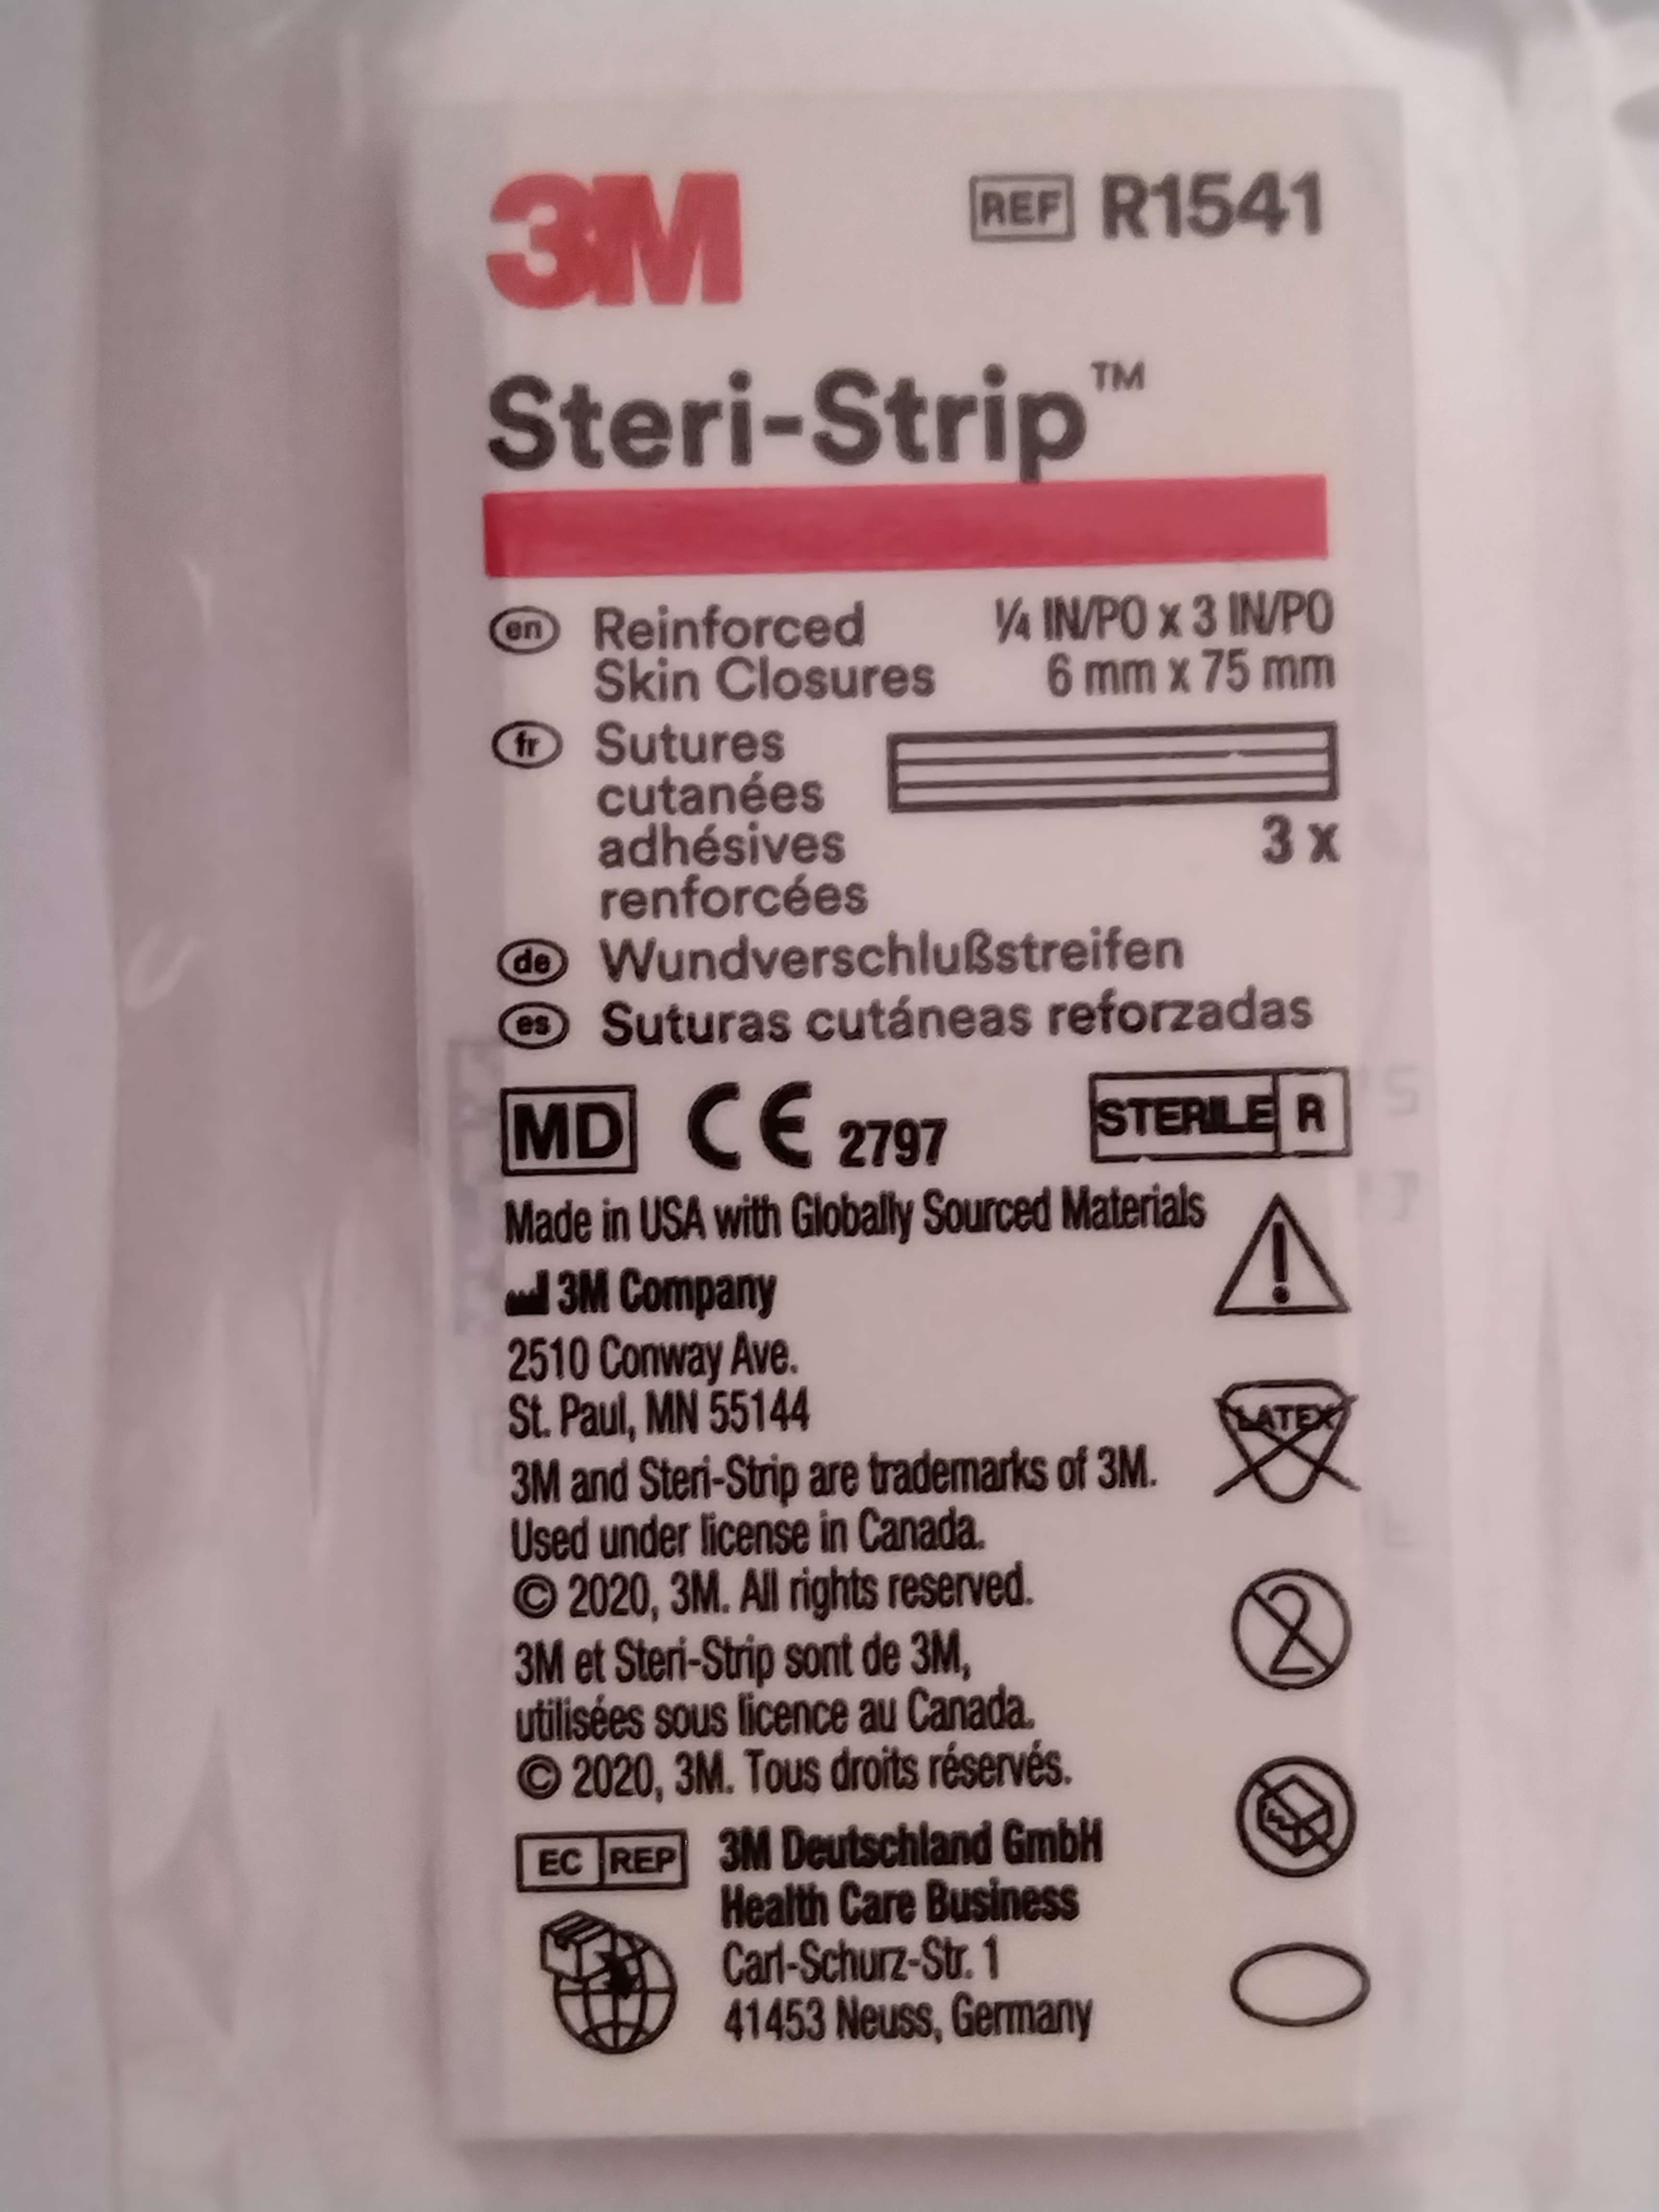 3M
REF R1541
Steri-Strip™
en Reinforced
Skin Closures
¼ IN/PO x 3 IN/PO
6 mm x 75 mm
fr Sutures
cutanées
adhésives
renforcées
3 x
de Wundverschlußstreifen
es Suturas cutáneas reforzadas
MD CE 2797 STERILE R
Made in USA with Globally Sourced Materials
3M Company
2510 Conway Ave.
St. Paul, MN 55144
LATEX
3M and Steri-Strip are trademarks of 3M.
Used under license in Canada.
© 2020, 3M. All rights reserved.
2
3M et Steri-Strip sont de 3M,
utilisées sous licence au Canada.
© 2020, 3M. Tous droits réservés.
EC REP 3M Deutschland GmbH
Health Care Business
Carl-Schurz-Str. 1
41453 Neuss, Germany